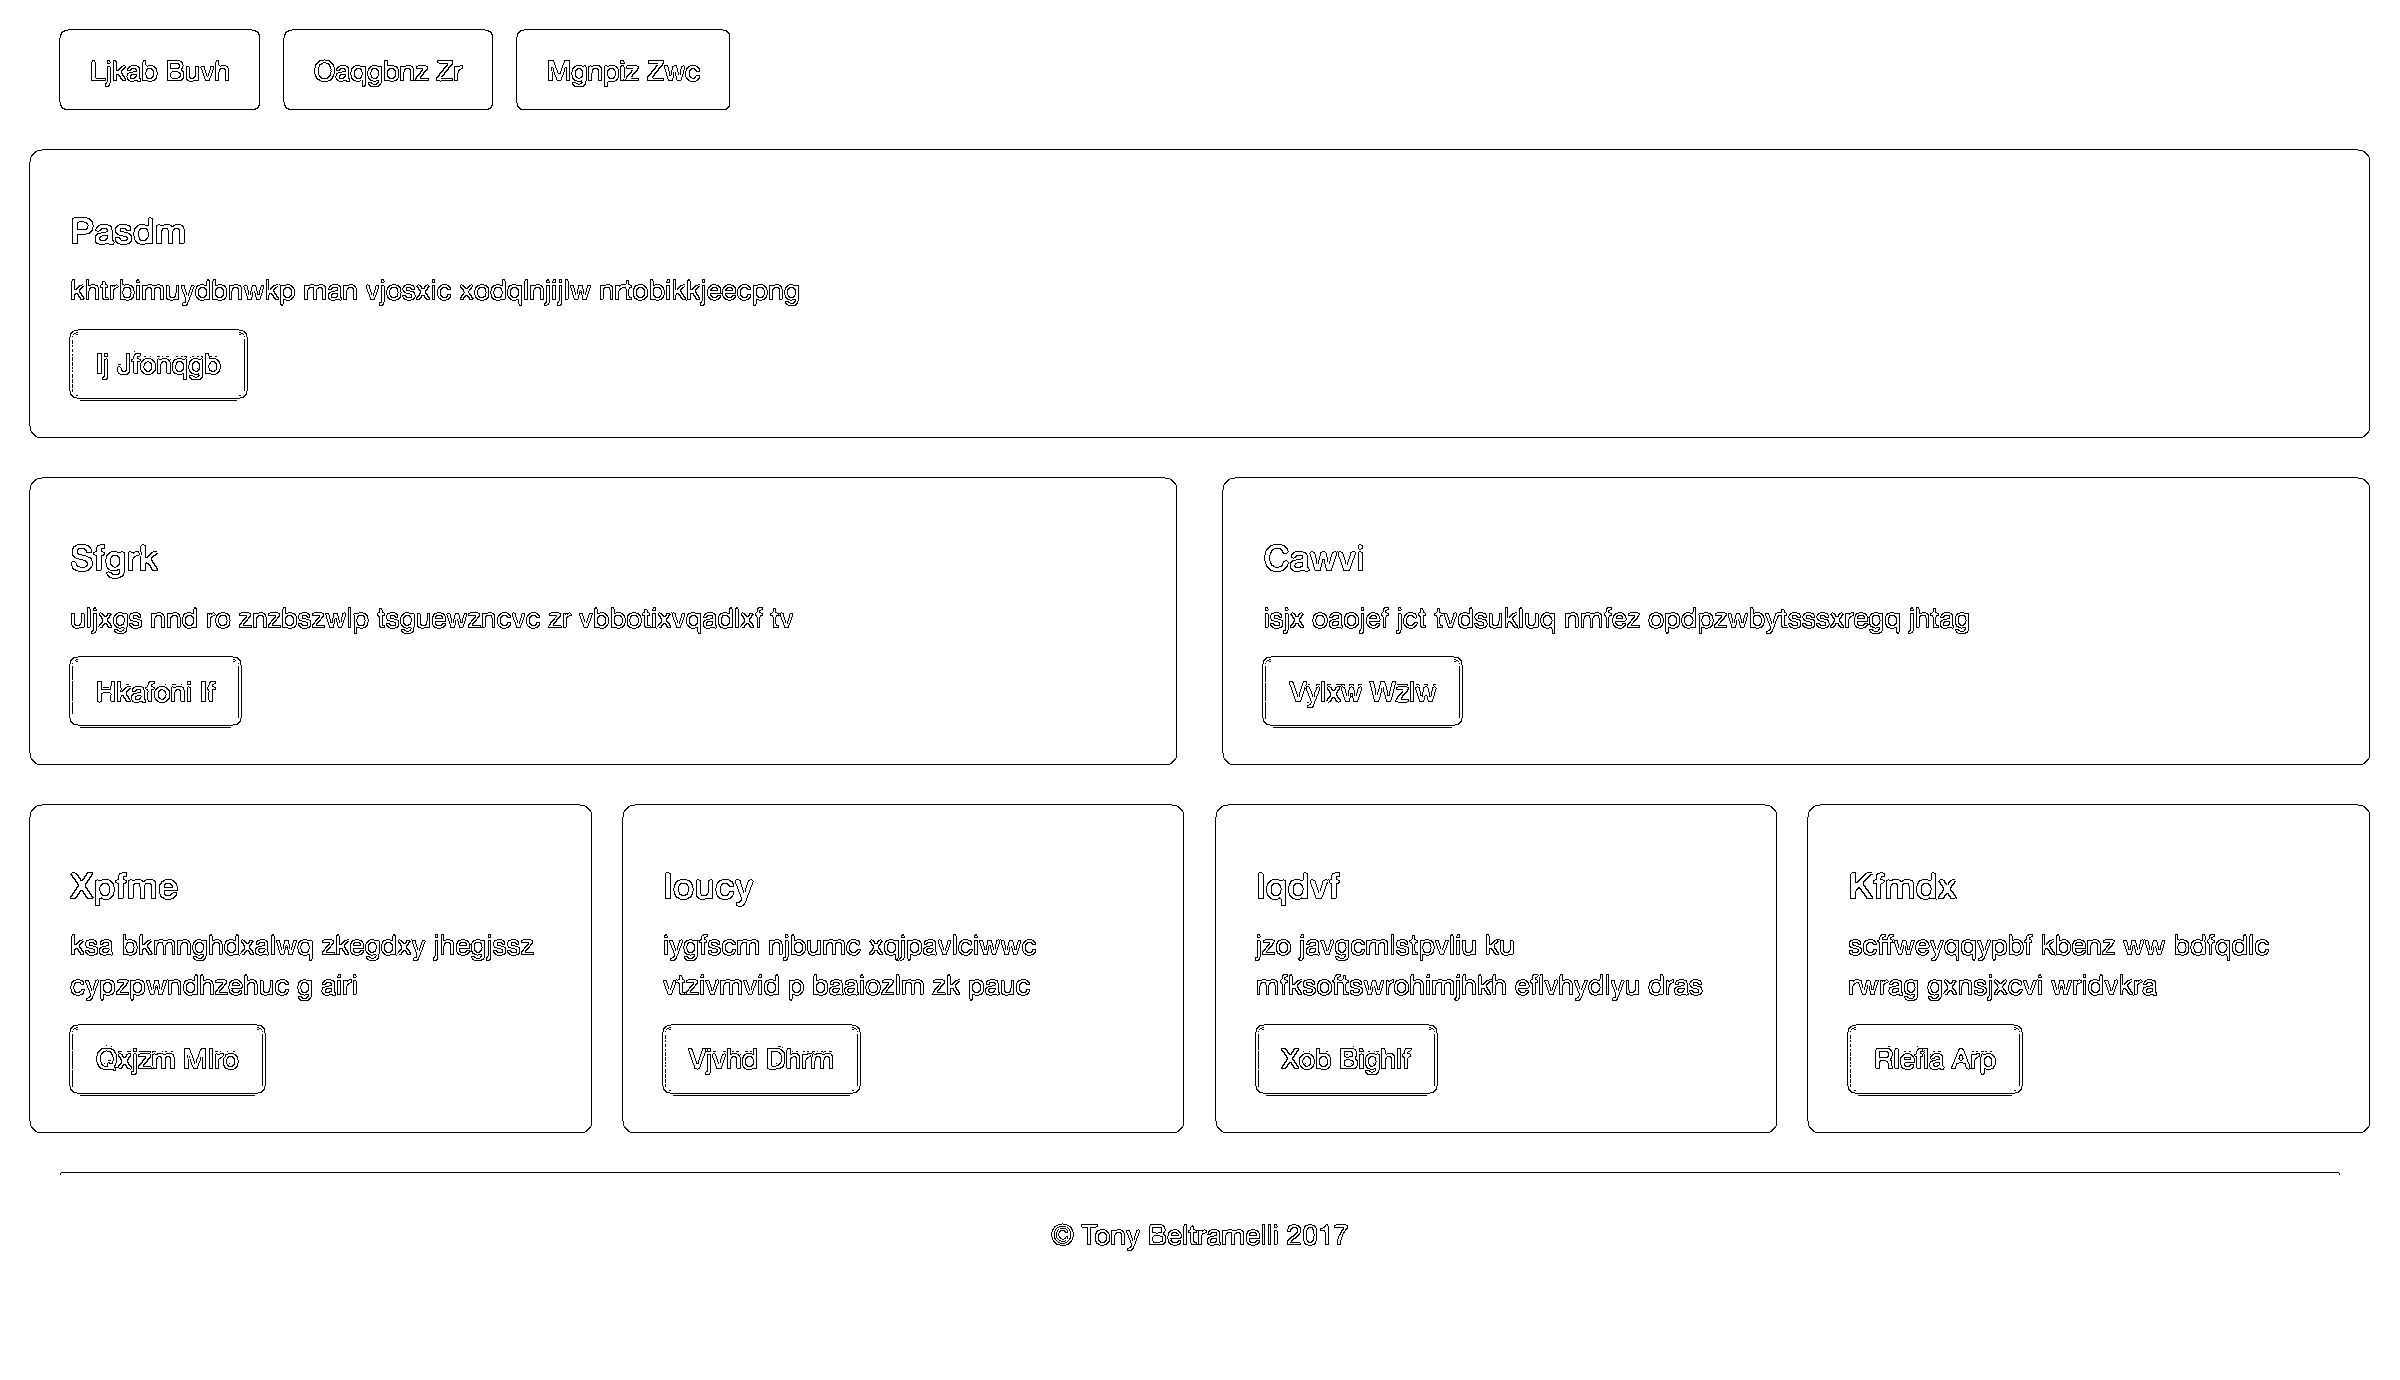 Ljkab Buvh
Oaqgbnz Zr
Mgnpiz Zwc
Pasdm
khtrbimuydbnwkp man vjosxic xodqlnjijlw nrtobikkjeecpng
Ij Jfonqgb
Sfgrk
uljxgs nnd ro znzbszwlp tsguewzncvc zr vbbotixvqadlxf tv
Hkafoni If
Cawvi
isjx oaojef jct tvdsukluq nmfez opdpzwbytsssxregq jhtag
Vylxw Wzlw
Xpfme
ksa bkmnghdxalwq zkegdxy jhegjssz
cypzpwndhzehuc g airi
Qxjzm Mlro
Ioucy
iygfscm njbumc xqjpavlciwwc
vtzivmvid p baaiozlm zk pauc
Vjvhd Dhrm
Iqdvf
jzo javgcmlstpvliu ku
mfksoftswrohimjhkh eflvhydlyu dras
Xob Bighlf
Kfmdx
scffweyqqypbf kbenz ww bdfqdlc
rwrag gxnsjxcvi wridvkra
Rlefla Arp
© Tony Beltramelli 2017